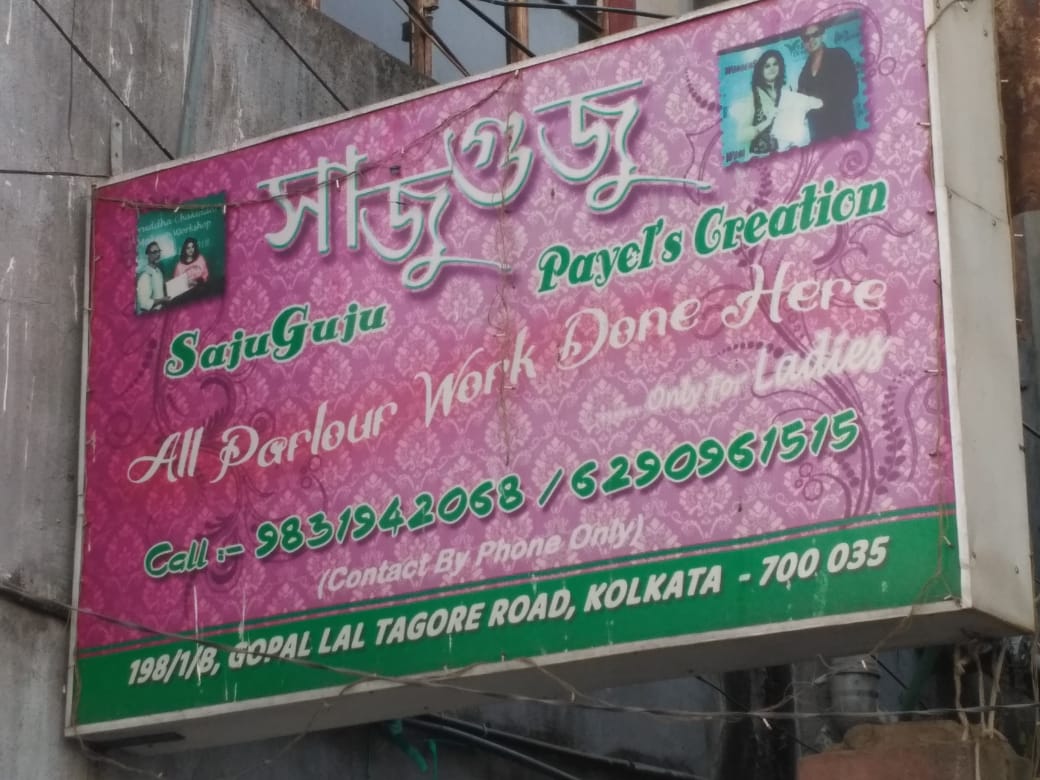 সাজুগুজু
SajuGuju
Payel's Creation
All Parlour Work Done Here
...... Only For Ladies
Call :- 9831942068 / 6290961515
(Contact By Phone Only)
198/1/B, GOPAL LAL TAGORE ROAD, KOLKATA - 700 035
Workshop